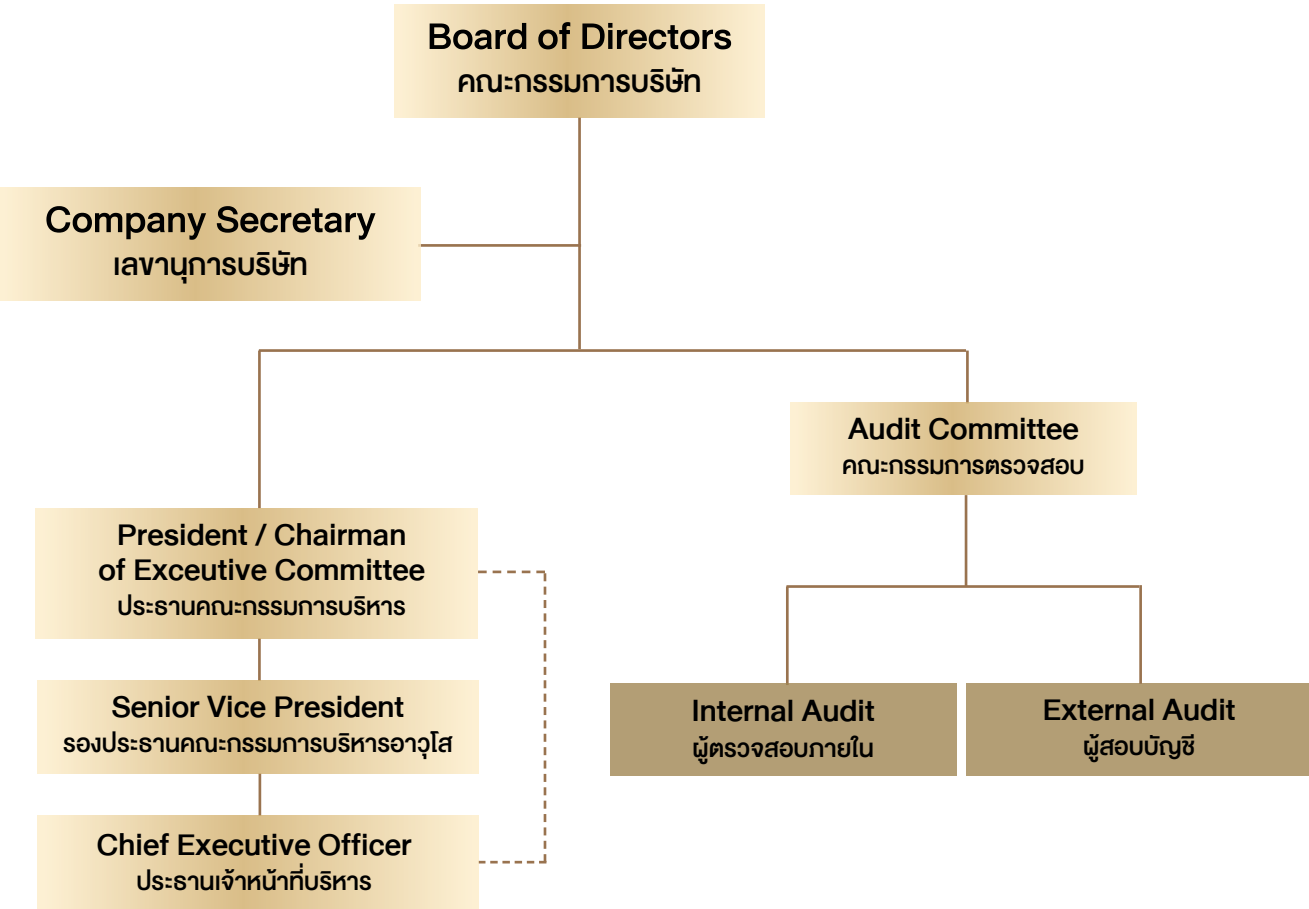 Board of Directors
คณะกรรมการบริษัท
Company Secretary
เลขานุการบริษัท
Audit Committee
คณะกรรมการตรวจสอบ
President / Chairman
of Exceutive Committee
ประธานคณะกรรมการบริหาร
Senior Vice President
รองประธานคณะกรรมการบริหารอาวุโส
Internal Audit
ผู้ตรวจสอบภายใน
External Audit
ผู้สอบบัญชี
Chief Executive Officer
ประธานเจ้าหน้าที่บริหาร